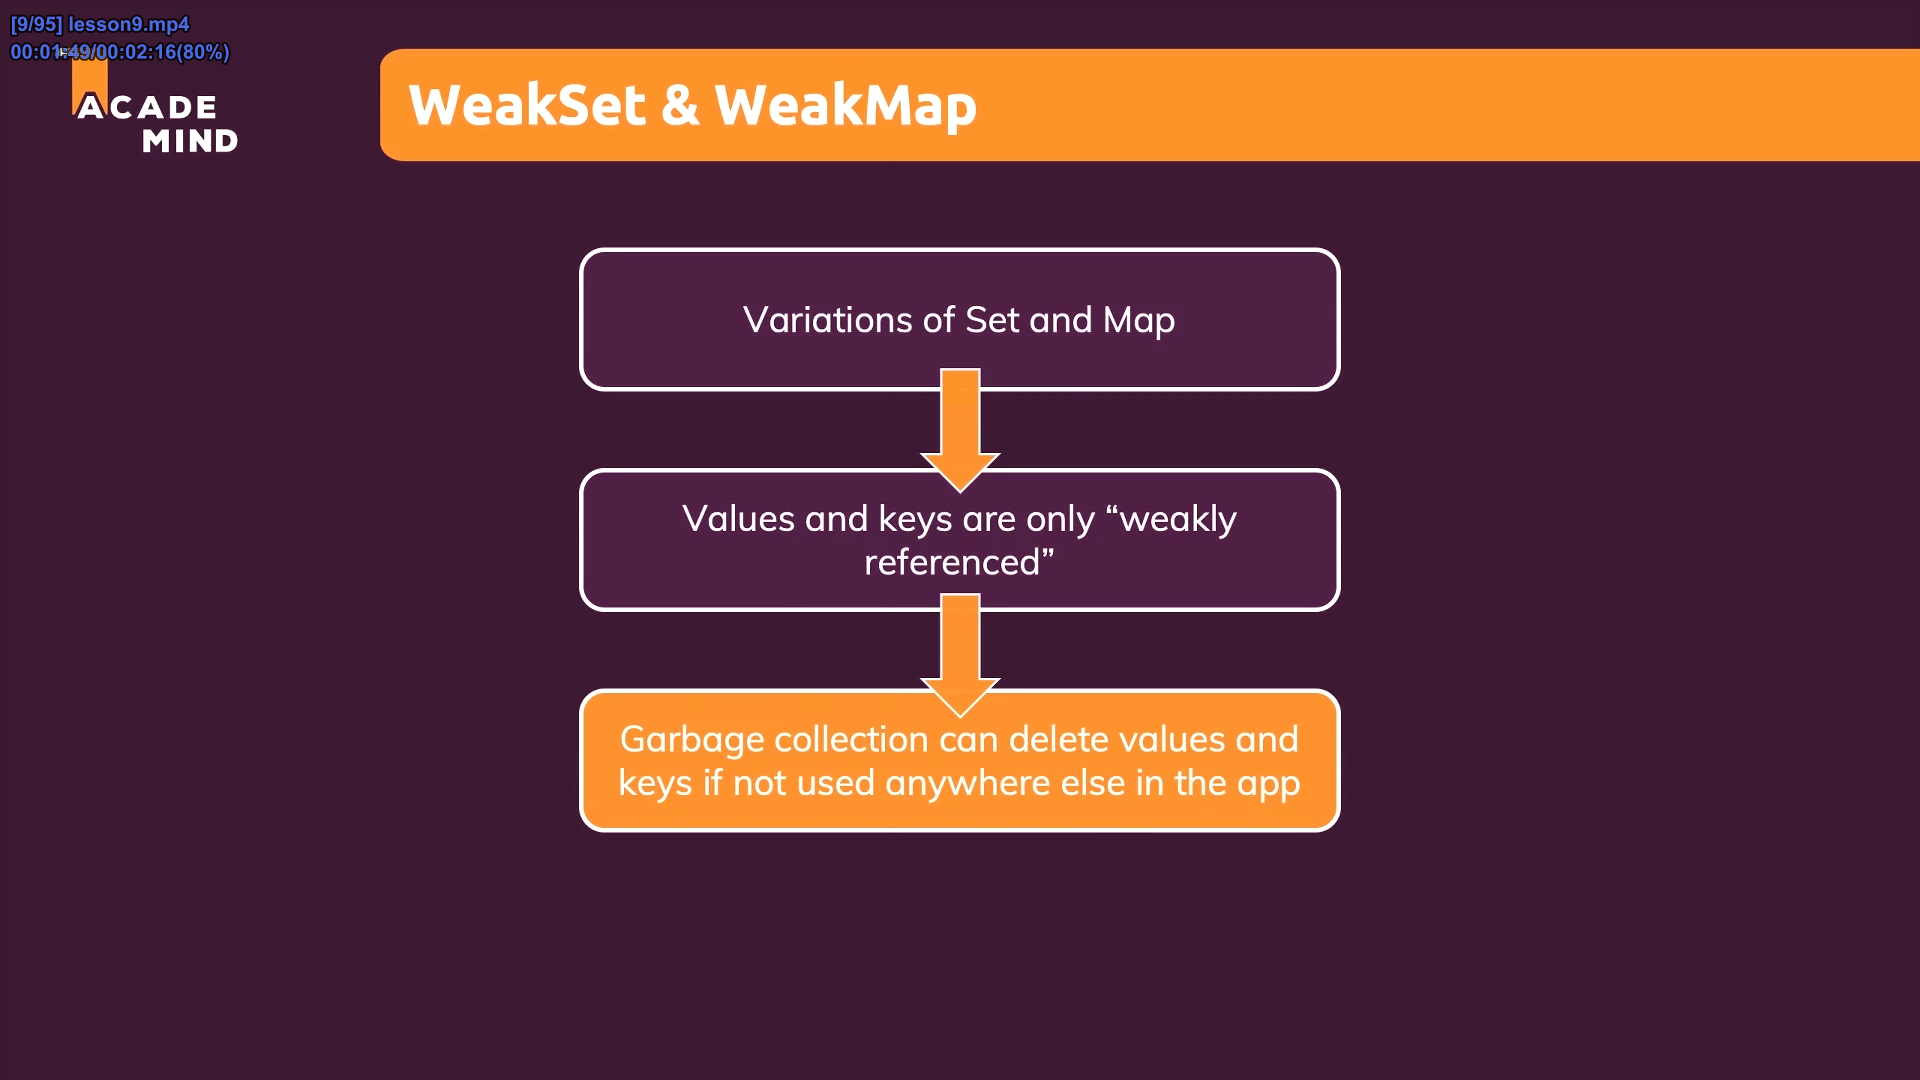 [9/95] lesson9.mp4
00:01:49/00:02:16(80%)
ACADE
MIND
WeakSet & WeakMap
Variations of Set and Map
Values and keys are only “weakly
referenced”
Garbage collection can delete values and
keys if not used anywhere else in the app